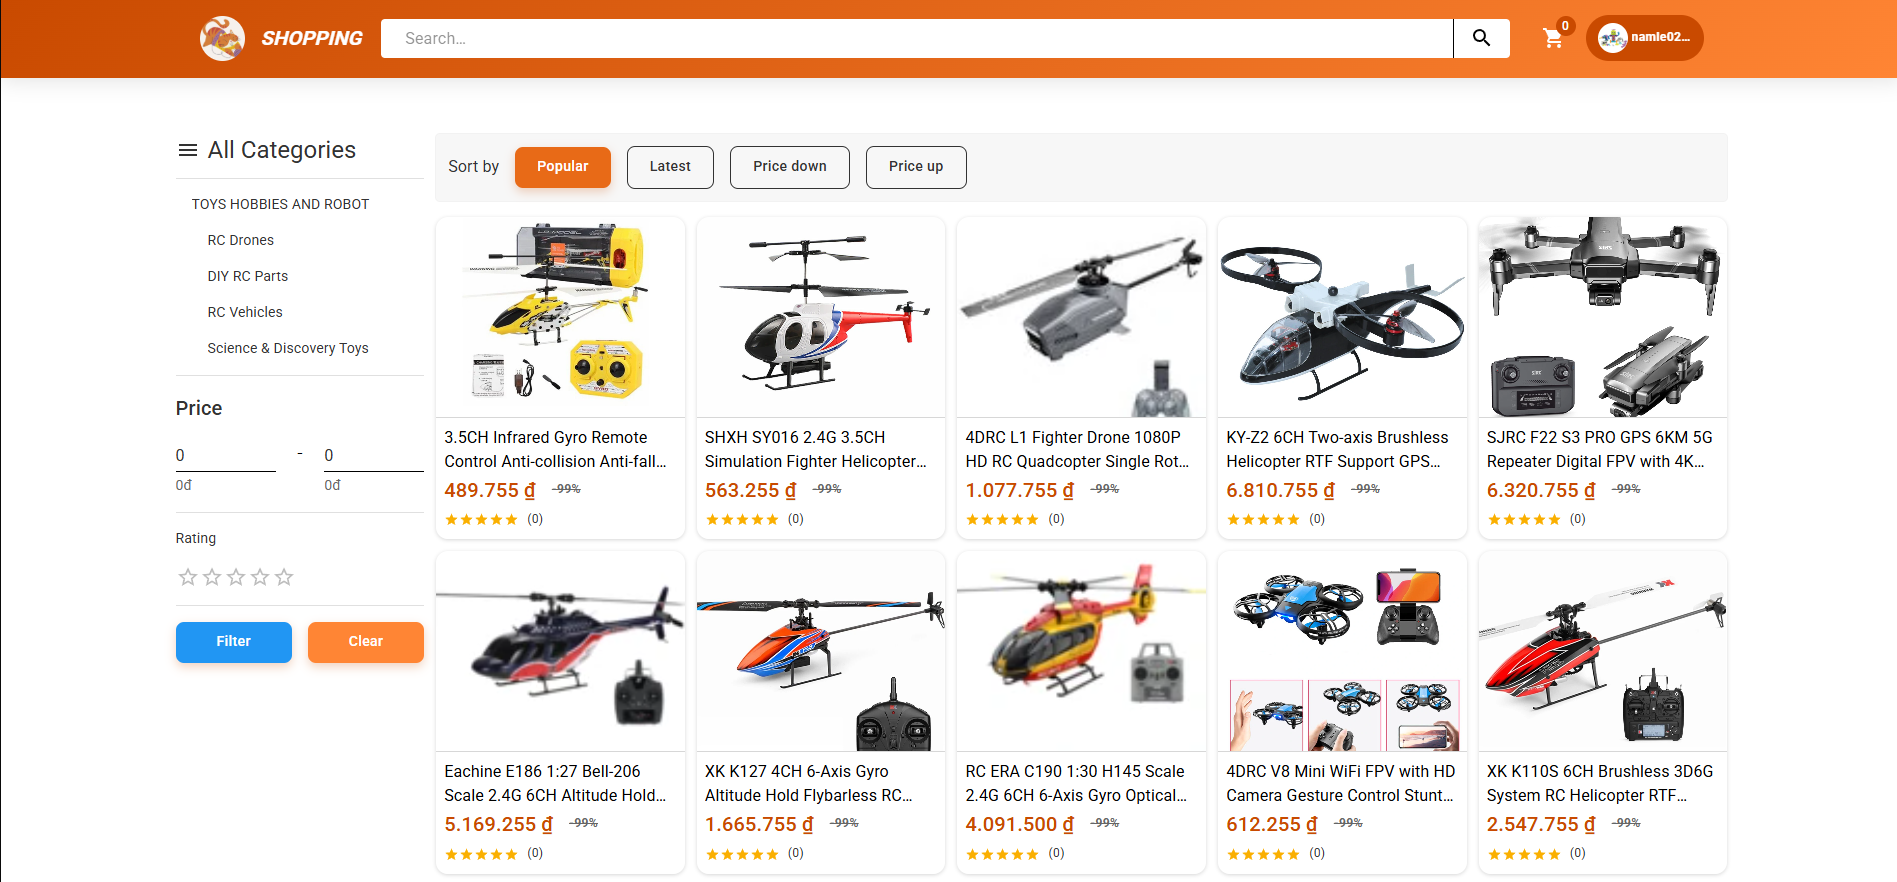 SHOPPING
Search...
0
namle02...
All Categories
TOYS HOBBIES AND ROBOT
RC Drones
DIY RC Parts
RC Vehicles
Science & Discovery Toys
Price
0 - 0
0đ 0đ
Rating
Filter Clear
Sort by Popular Latest Price down Price up
3.5CH Infrared Gyro Remote
Control Anti-collision Anti-fall...
489.755 ₫ -99%
(0)
SHXH SY016 2.4G 3.5CH
Simulation Fighter Helicopter...
563.255 ₫ -99%
(0)
4DRC L1 Fighter Drone 1080P
HD RC Quadcopter Single Rot...
1.077.755 ₫ -99%
(0)
KY-Z2 6CH Two-axis Brushless
Helicopter RTF Support GPS...
6.810.755 ₫ -99%
(0)
SJRC F22 S3 PRO GPS 6KM 5G
Repeater Digital FPV with 4K...
6.320.755 ₫ -99%
(0)
Eachine E186 1:27 Bell-206
Scale 2.4G 6CH Altitude Hold...
5.169.255 ₫ -99%
(0)
XK K127 4CH 6-Axis Gyro
Altitude Hold Flybarless RC...
1.665.755 ₫ -99%
(0)
RC ERA C190 1:30 H145 Scale
2.4G 6CH 6-Axis Gyro Optical...
4.091.500 ₫ -99%
(0)
4DRC V8 Mini WiFi FPV with HD
Camera Gesture Control Stunt...
612.255 ₫ -99%
(0)
XK K110S 6CH Brushless 3D6G
System RC Helicopter RTF...
2.547.755 ₫ -99%
(0)